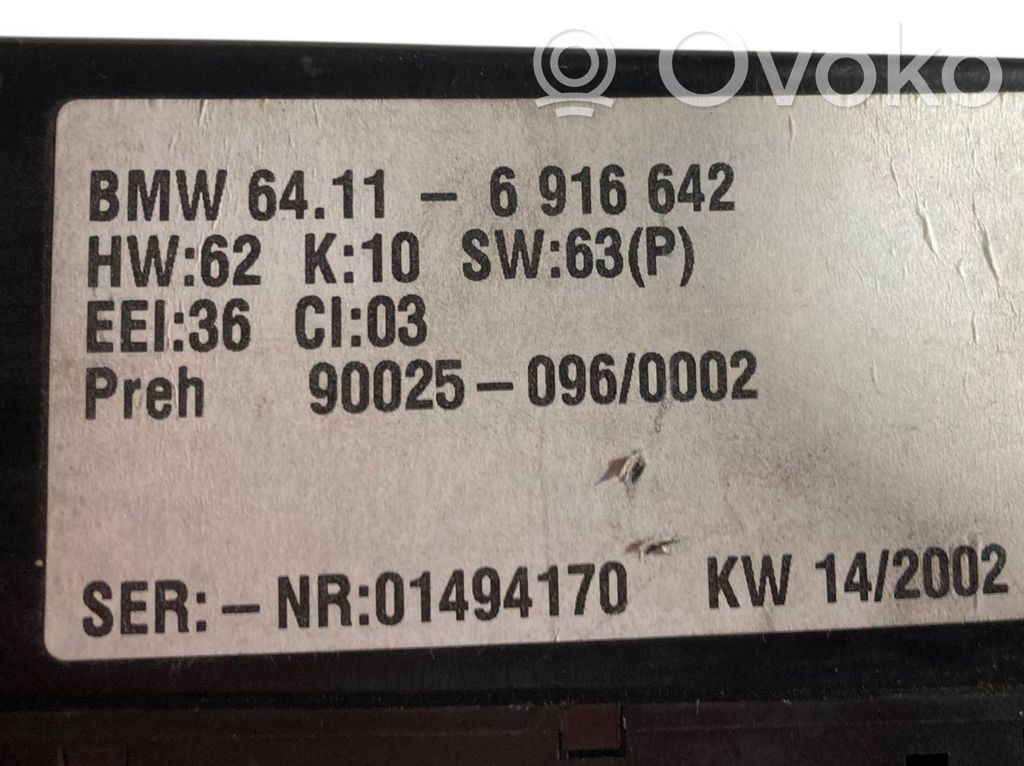 Ovoko
BMW 64.11 - 6 916 642
HW:62 K:10 SW:63(P)
EEI:36 CI:03
Preh 90025-096/0002
SER:-NR:01494170 KW 14/2002